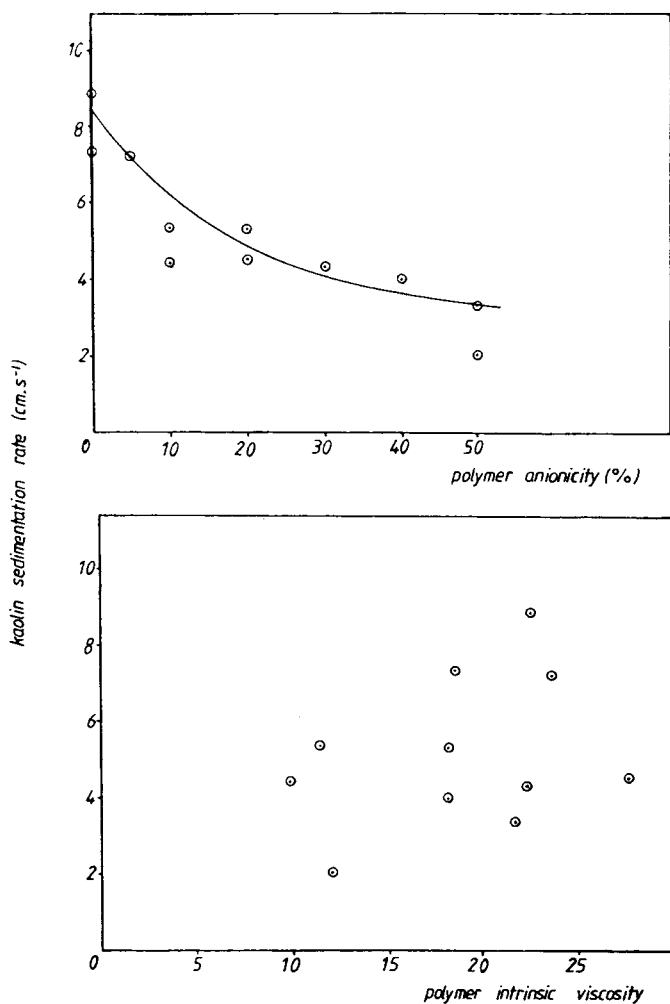 10
8
6
4
2
0 10 20 30 40 50
polymer anionicity (%)
kaolin sedimentation rate (cm.s⁻¹)
10
8
6
4
2
0 5 10 15 20 25
polymer intrinsic viscosity